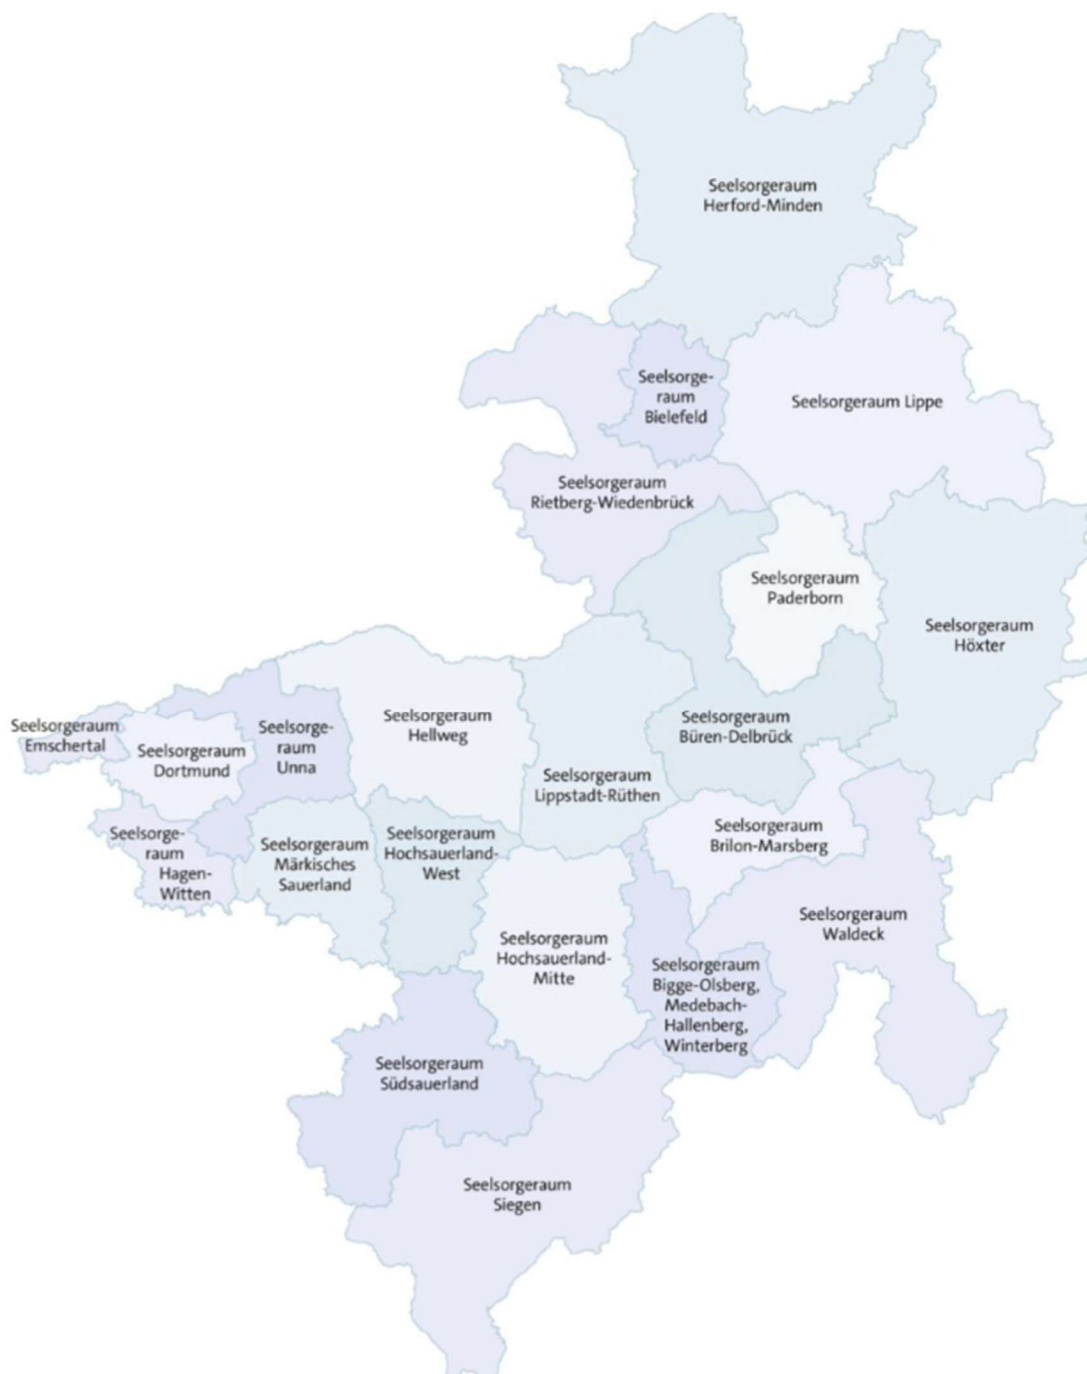 Seelsorgeraum
Herford-Minden
Seelsorge-
raum
Bielefeld
Seelsorgeraum Lippe
Seelsorgeraum
Rietberg-Wiedenbrück
Seelsorgeraum
Paderborn
Seelsorgeraum
Höxter
Seelsorgeraum
Emschertal
Seelsorgeraum
Dortmund
Seelsorge-
raum
Unna
Seelsorgeraum
Hellweg
Seelsorgeraum
Büren-Delbrück
Seelsorgeraum
Lippstadt-Rüthen
Seelsorge-
raum
Hagen-
Witten
Seelsorgeraum
Märkisches
Sauerland
Seelsorgeraum
Hochsauerland-
West
Seelsorgeraum
Brilon-Marsberg
Seelsorgeraum
Hochsauerland-
Mitte
Seelsorgeraum
Waldeck
Seelsorgeraum
Bigge-Olsberg,
Medebach-
Hallenberg,
Winterberg
Seelsorgeraum
Südsauerland
Seelsorgeraum
Siegen